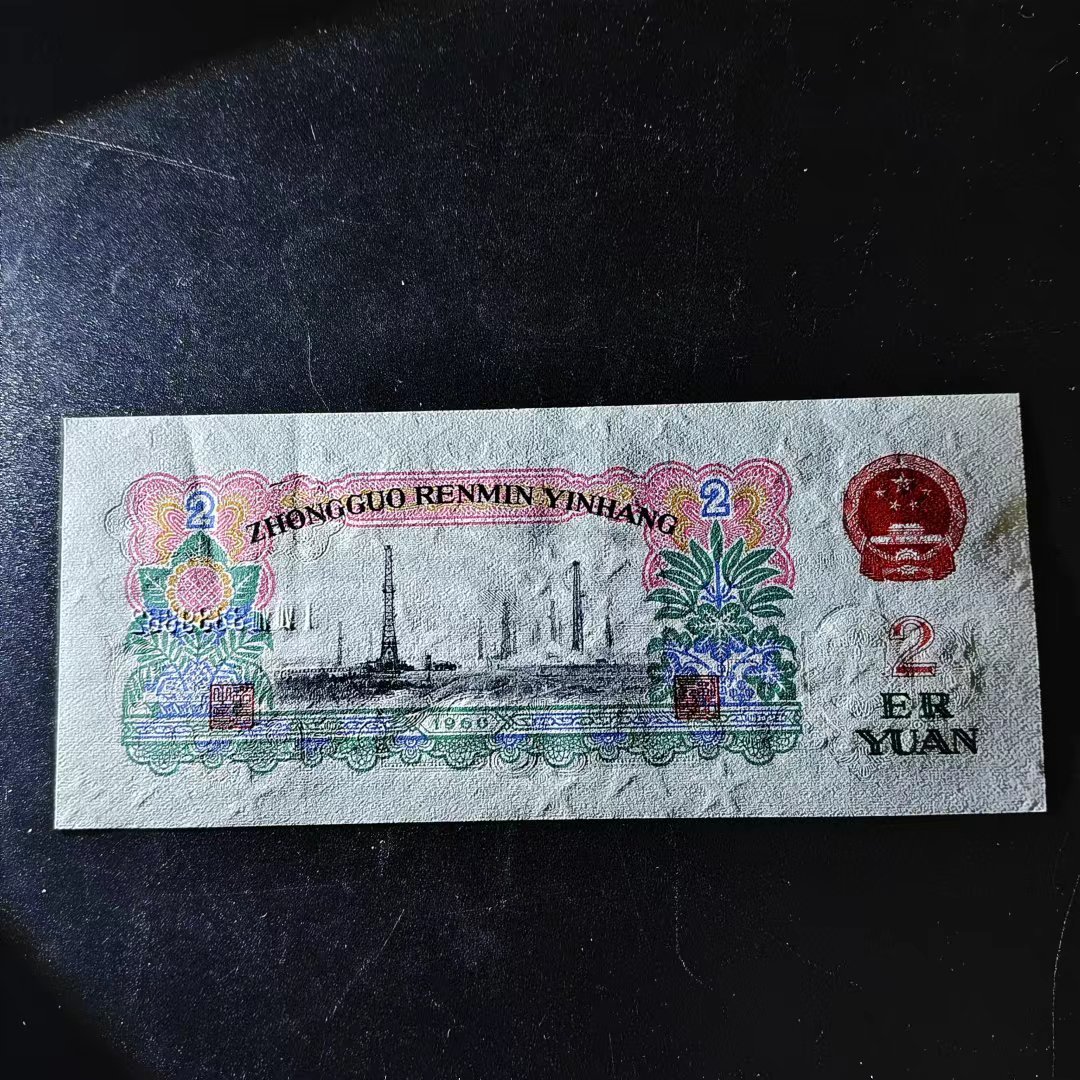 2
2
ZHONGGUO RENMIN YINHANG
1960
2
ER
YUAN